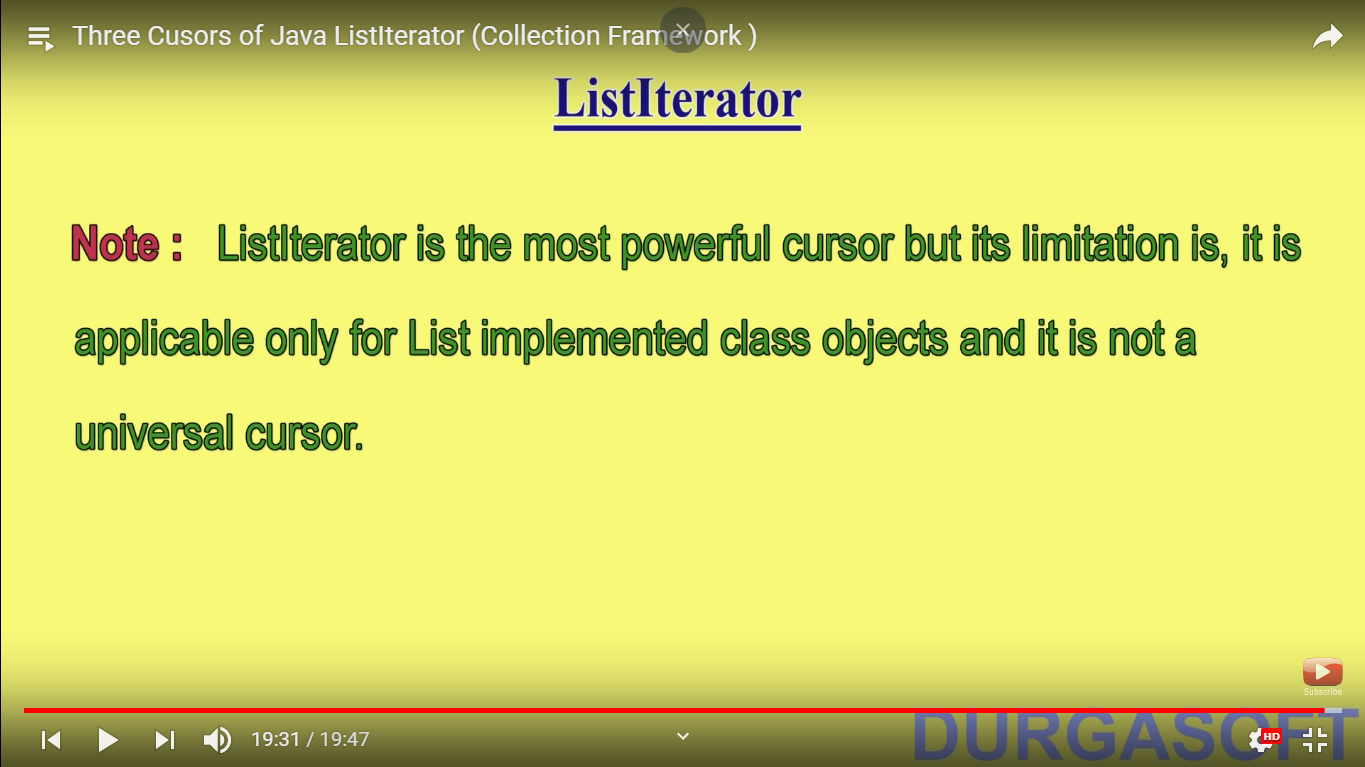 Three Cusors of Java ListIterator (Collection Framework )
ListIterator
Note : ListIterator is the most powerful cursor but its limitation is, it is
applicable only for List implemented class objects and it is not a
universal cursor.
Subscribe
19:31 / 19:47
HD
DURGASOFT